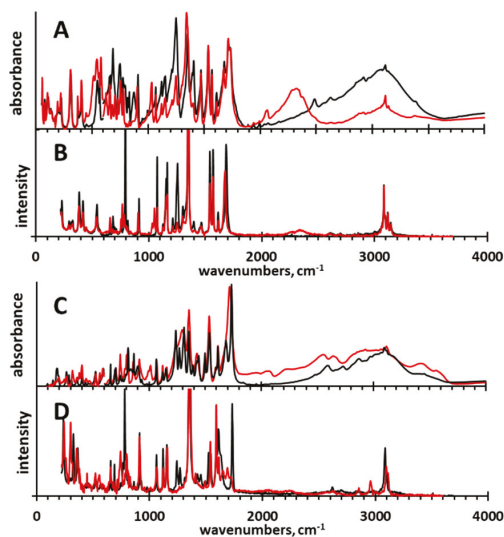 A
absorbance
B
intensity
0 1000 2000 3000 4000
wavenumbers, cm-1
C
absorbance
D
intensity
0 1000 2000 3000 4000
wavenumbers, cm-1